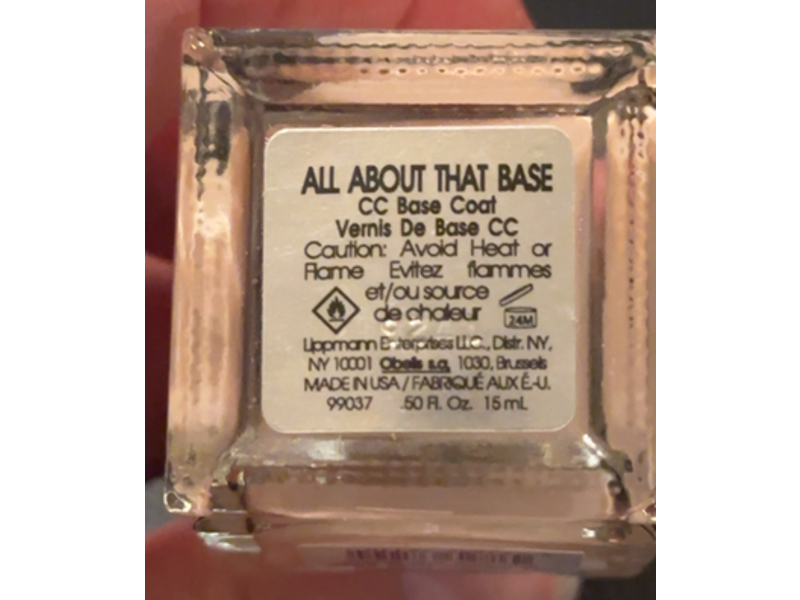 ALL ABOUT THAT BASE
CC Base Coat
Vernis De Base CC
Caution: Avoid Heat or
Flame Evitez flammes
et/ou source
de chaleur
24M
Lippmann Enterprises LLC., Distr. NY,
NY 10001 Obelis s.a, 1030, Brussels
MADE IN USA / FABRIQUÉ AUX É.-U.
99037 .50 Fl. Oz. 15 mL